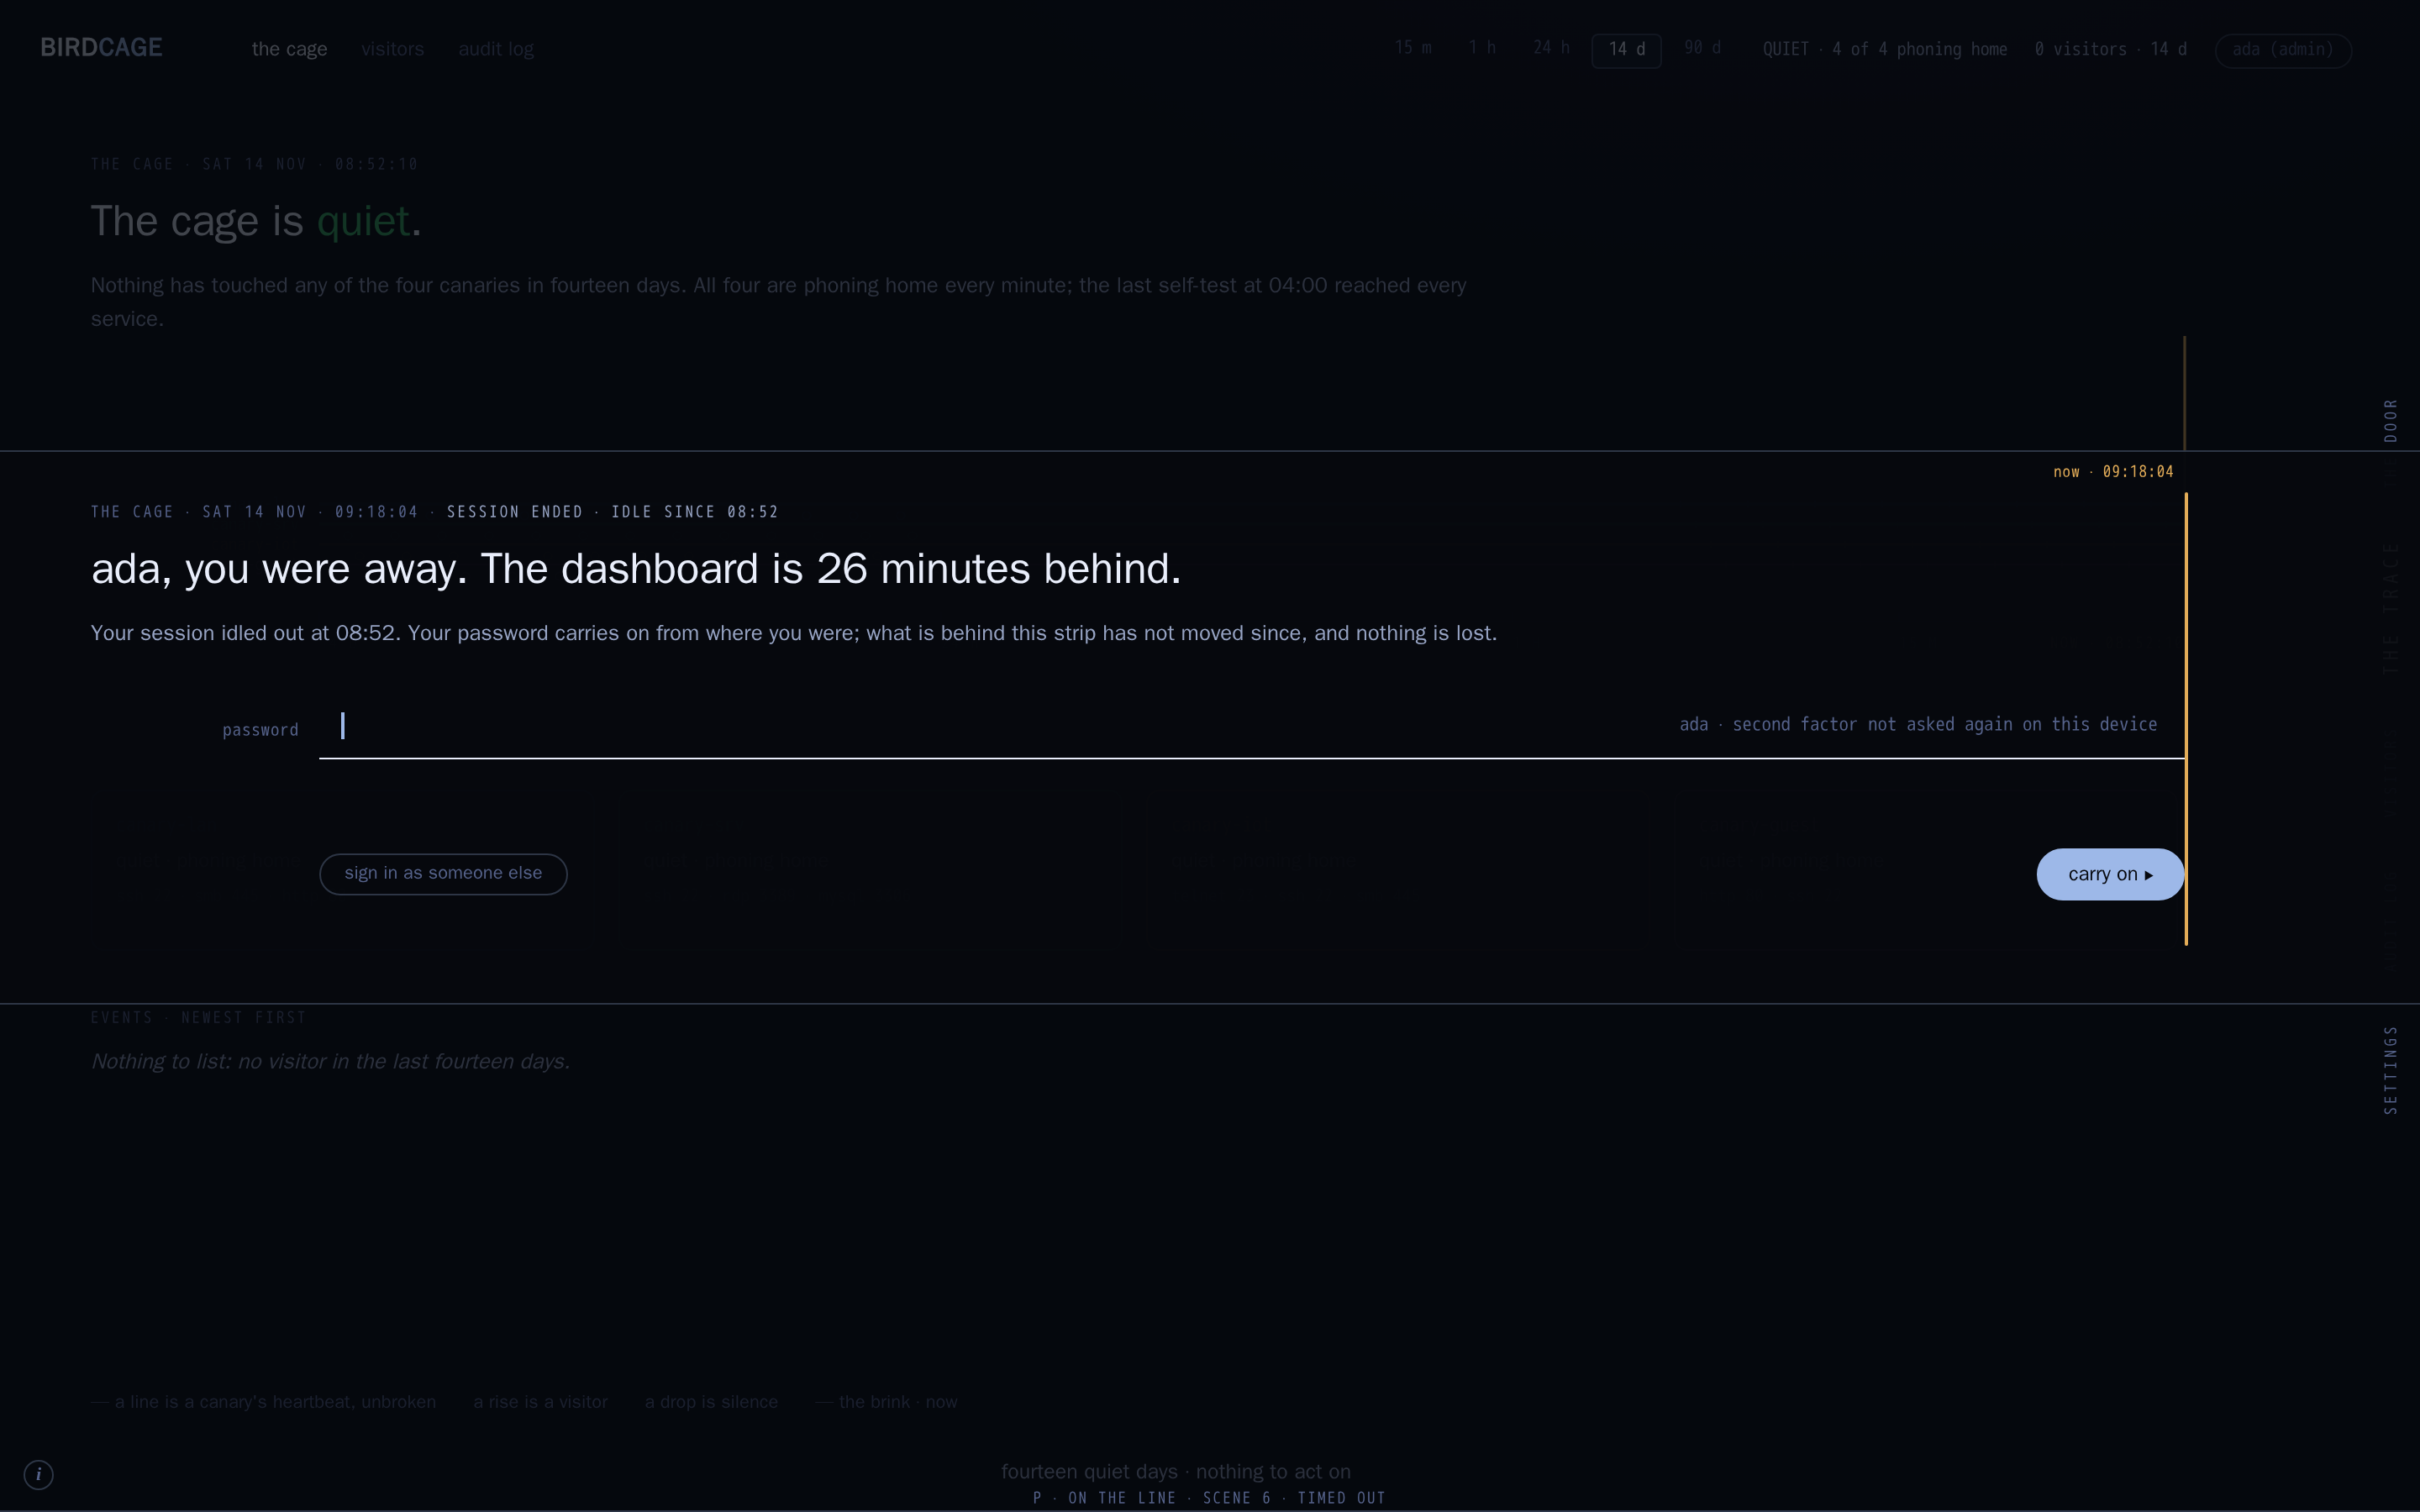 BIRDCAGE the cage visitors audit log 15 m 1 h 24 h 14 d 90 d QUIET · 4 of 4 phoning home 0 visitors · 14 d ada (admin)
THE CAGE · SAT 14 NOV · 08:52:10
The cage is quiet.
Nothing has touched any of the four canaries in fourteen days. All four are phoning home every minute; the last self-test at 04:00 reached every
service.
DOOR
now · 09:18:04
THE CAGE · SAT 14 NOV · 09:18:04 · SESSION ENDED · IDLE SINCE 08:52
ada, you were away. The dashboard is 26 minutes behind.
THE TRACE
Your session idled out at 08:52. Your password carries on from where you were; what is behind this strip has not moved since, and nothing is lost.
password ada · second factor not asked again on this device
sign in as someone else carry on ▸
EVENTS · NEWEST FIRST
Nothing to list: no visitor in the last fourteen days.
SETTINGS
— a line is a canary's heartbeat, unbroken a rise is a visitor a drop is silence — the brink · now
i
fourteen quiet days · nothing to act on
P · ON THE LINE · SCENE 6 · TIMED OUT